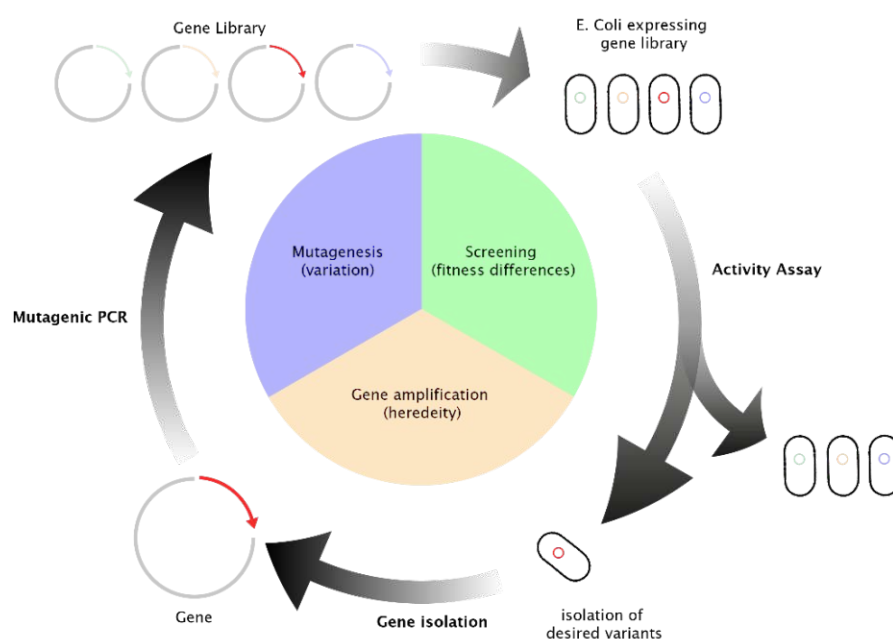 Gene Library
E. Coli expressing
gene library
Mutagenesis
(variation)
Screening
(fitness differences)
Activity Assay
Mutagenic PCR
Gene amplification
(heredeity)
Gene
Gene isolation
isolation of
desired variants